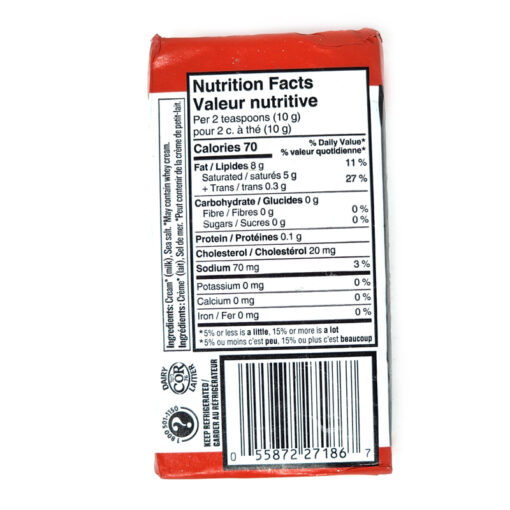 Nutrition Facts
Valeur nutritive
Per 2 teaspoons (10 g)
pour 2 c. à thé (10 g)
Calories 70
% Daily Value*
% valeur quotidienne*
Fat / Lipides 8 g 11 %
Saturated / saturés 5 g
+ Trans / trans 0.3 g
27 %
Carbohydrate / Glucides 0 g
Fibre / Fibres 0 g 0 %
Sugars / Sucres 0 g 0 %
Protein / Protéines 0.1 g
Cholesterol / Cholestérol 20 mg
Sodium 70 mg 3 %
Potassium 0 mg 0 %
Calcium 0 mg 0 %
Iron / Fer 0 mg 0 %
*5% or less is a little, 15% or more is a lot
*5% ou moins c'est peu, 15% ou plus c'est beaucoup
Ingredients: Cream* (milk), Sea salt. *May contain whey cream.
Ingrédients: Crème* (lait), Sel de mer. *Peut contenir de la crème de petit-lait.
DAIRY
COR
LAITIER
1 800 501-1150
KEEP REFRIGERATED /
GARDER AU RÉFRIGÉRATEUR
0 55872 27186 7